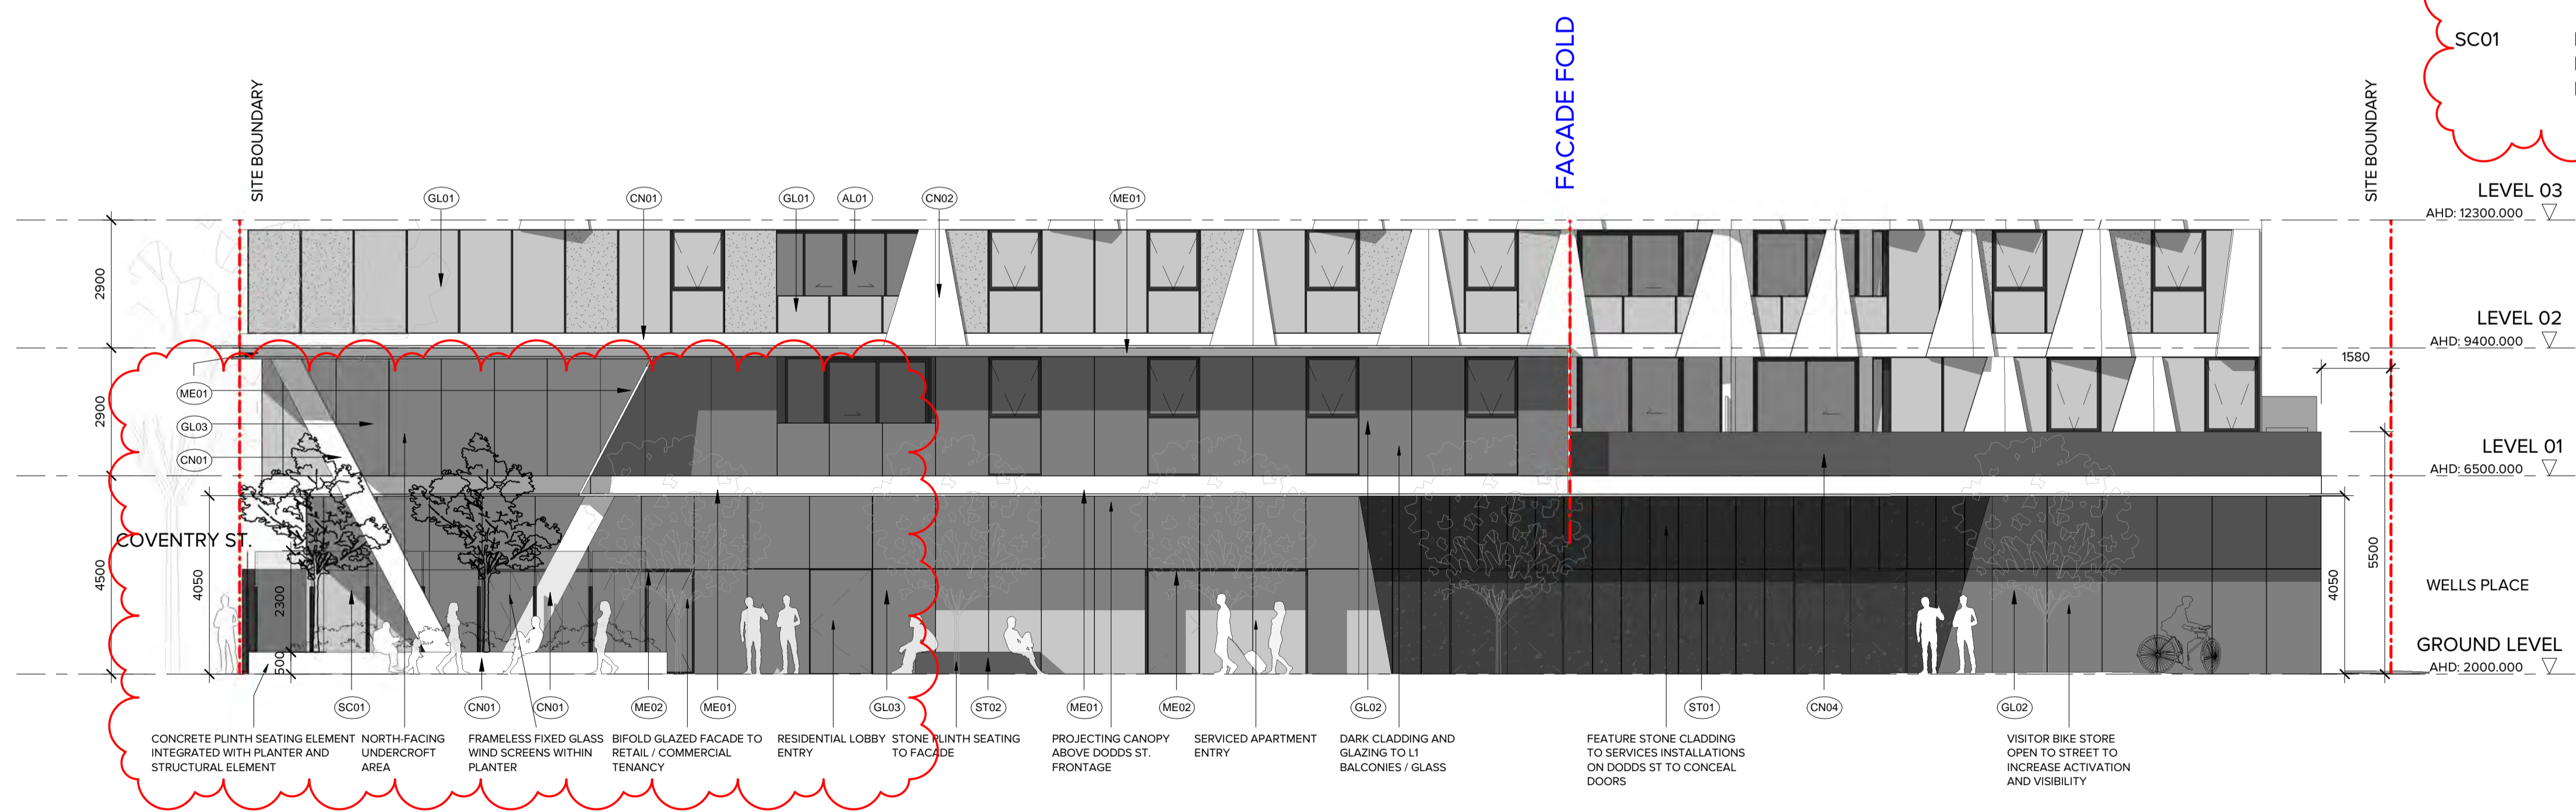 SC01
SITE BOUNDARY
FACADE FOLD
SITE BOUNDARY
LEVEL 03
AHD: 12300.000
GL01
CN01
GL01
AL01
CN02
ME01
2900
LEVEL 02
AHD: 9400.000
1580
ME01
2900
GL03
CN01
LEVEL 01
AHD: 6500.000
COVENTRY ST.
4500
4050
2300
500
4050
5500
WELLS PLACE
GROUND LEVEL
AHD: 2000.000
SC01
CN01
CN01
ME02
ME01
GL03
ST02
ME01
ME02
GL02
ST01
CN04
GL02
CONCRETE PLINTH SEATING ELEMENT
INTEGRATED WITH PLANTER AND
STRUCTURAL ELEMENT
NORTH-FACING
UNDERCROFT
AREA
FRAMELESS FIXED GLASS
WIND SCREENS WITHIN
PLANTER
BIFOLD GLAZED FACADE TO
RETAIL / COMMERCIAL
TENANCY
RESIDENTIAL LOBBY
ENTRY
STONE PLINTH SEATING
TO FACADE
PROJECTING CANOPY
ABOVE DODDS ST.
FRONTAGE
SERVICED APARTMENT
ENTRY
DARK CLADDING AND
GLAZING TO L1
BALCONIES / GLASS
FEATURE STONE CLADDING
TO SERVICES INSTALLATIONS
ON DODDS ST TO CONCEAL
DOORS
VISITOR BIKE STORE
OPEN TO STREET TO
INCREASE ACTIVATION
AND VISIBILITY